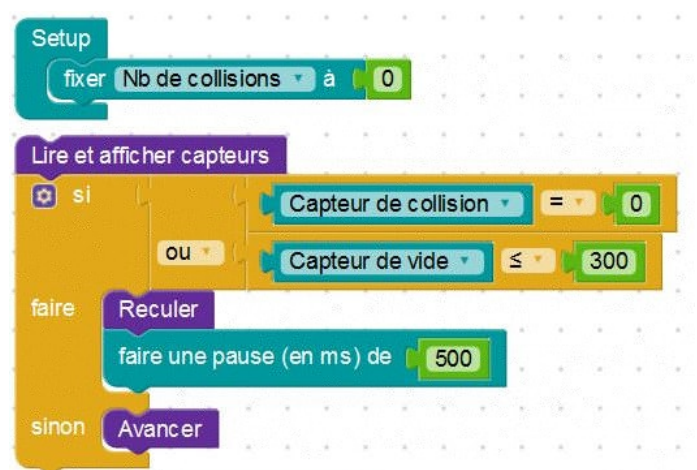 Setup
fixer Nb de collisions à 0
Lire et afficher capteurs
si Capteur de collision = 0
ou Capteur de vide ≤ 300
faire Reculer
faire une pause (en ms) de 500
sinon Avancer